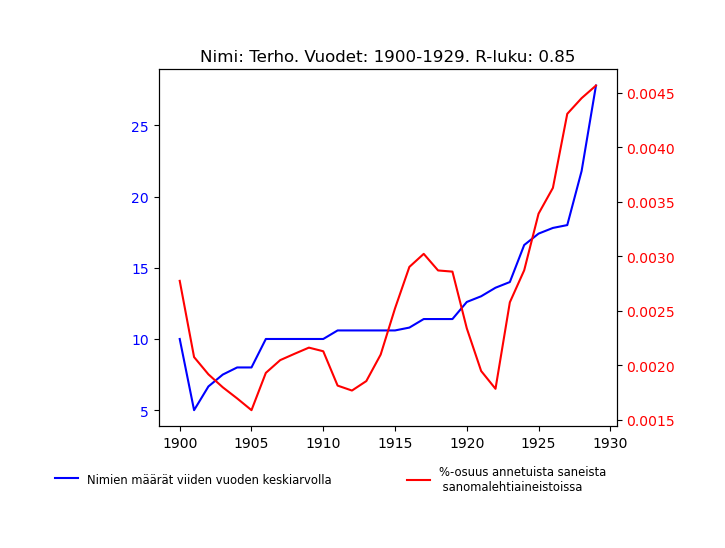 Nimi: Terho. Vuodet: 1900-1929. R-luku: 0.85
25
20
15
10
5
0.0045
0.0040
0.0035
0.0030
0.0025
0.0020
0.0015
1900 1905 1910 1915 1920 1925 1930
Nimien määrät viiden vuoden keskiarvolla
%-osuus annetuista saneista
sanomalehtiaineistoissa